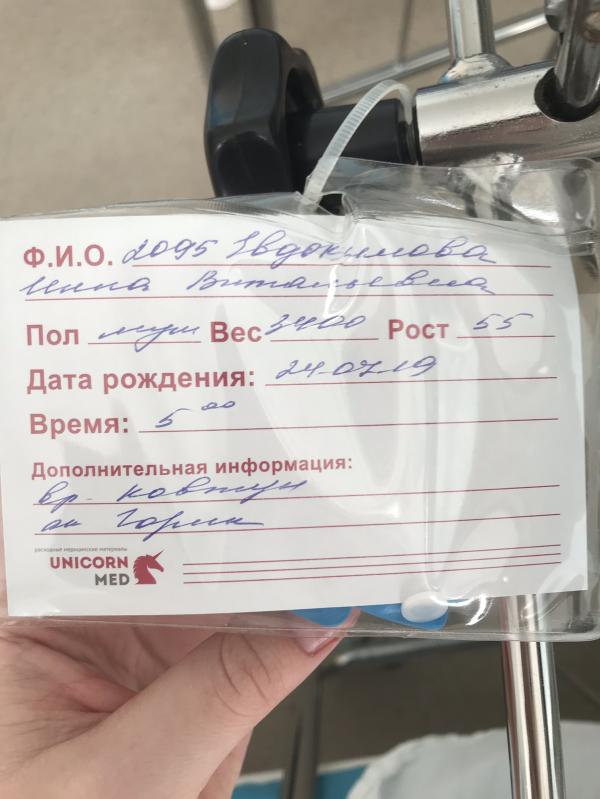 Ф.И.О. 2095 Евдокимова
Инна Витальевна
Пол муж Вес 3400 Рост 55
Дата рождения: 24.07.19
Время: 5 00
Дополнительная информация:
вр. Ковтун
ак Горлик
расходные медицинские материалы
UNICORN
MED